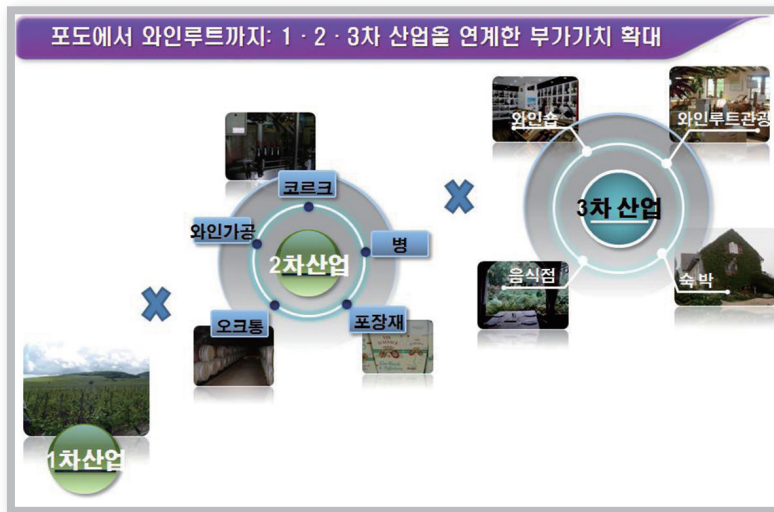 포도에서 와인루트까지: 1 · 2 · 3차 산업올 연계한 부가가치 확대
와인숍
와인루트관광
코르크
3차 산업
와인가공
병
2차산업
음식점
숙 박
오크통
포장재
1차산업